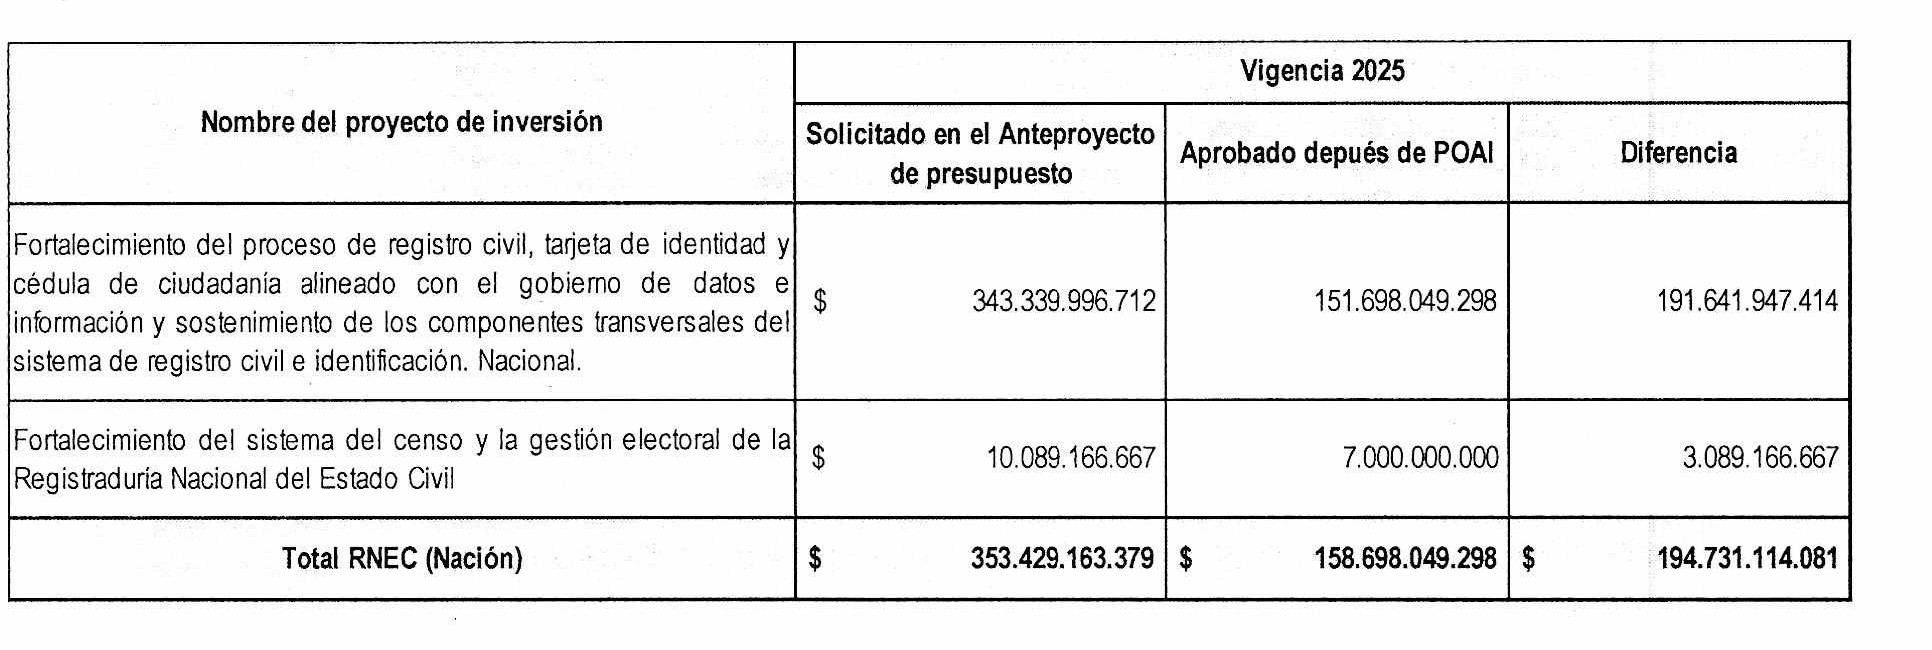 Vigencia 2025
Nombre del proyecto de inversión
Solicitado en el Anteproyecto
de presupuesto
Aprobado depués de POAI
Diferencia
Fortalecimiento del proceso de registro civil, tarjeta de identidad y
cédula de ciudadanía alineado con el gobierno de datos e
información y sostenimiento de los componentes transversales del
sistema de registro civil e identificación. Nacional.
$ 343.339.996.712 151.698.049.298 191.641.947.414
Fortalecimiento del sistema del censo y la gestión electoral de la
Registraduría Nacional del Estado Civil
$ 10.089.166.667 7.000.000.000 3.089.166.667
Total RNEC (Nación) $ 353.429.163.379 $ 158.698.049.298 $ 194.731.114.081